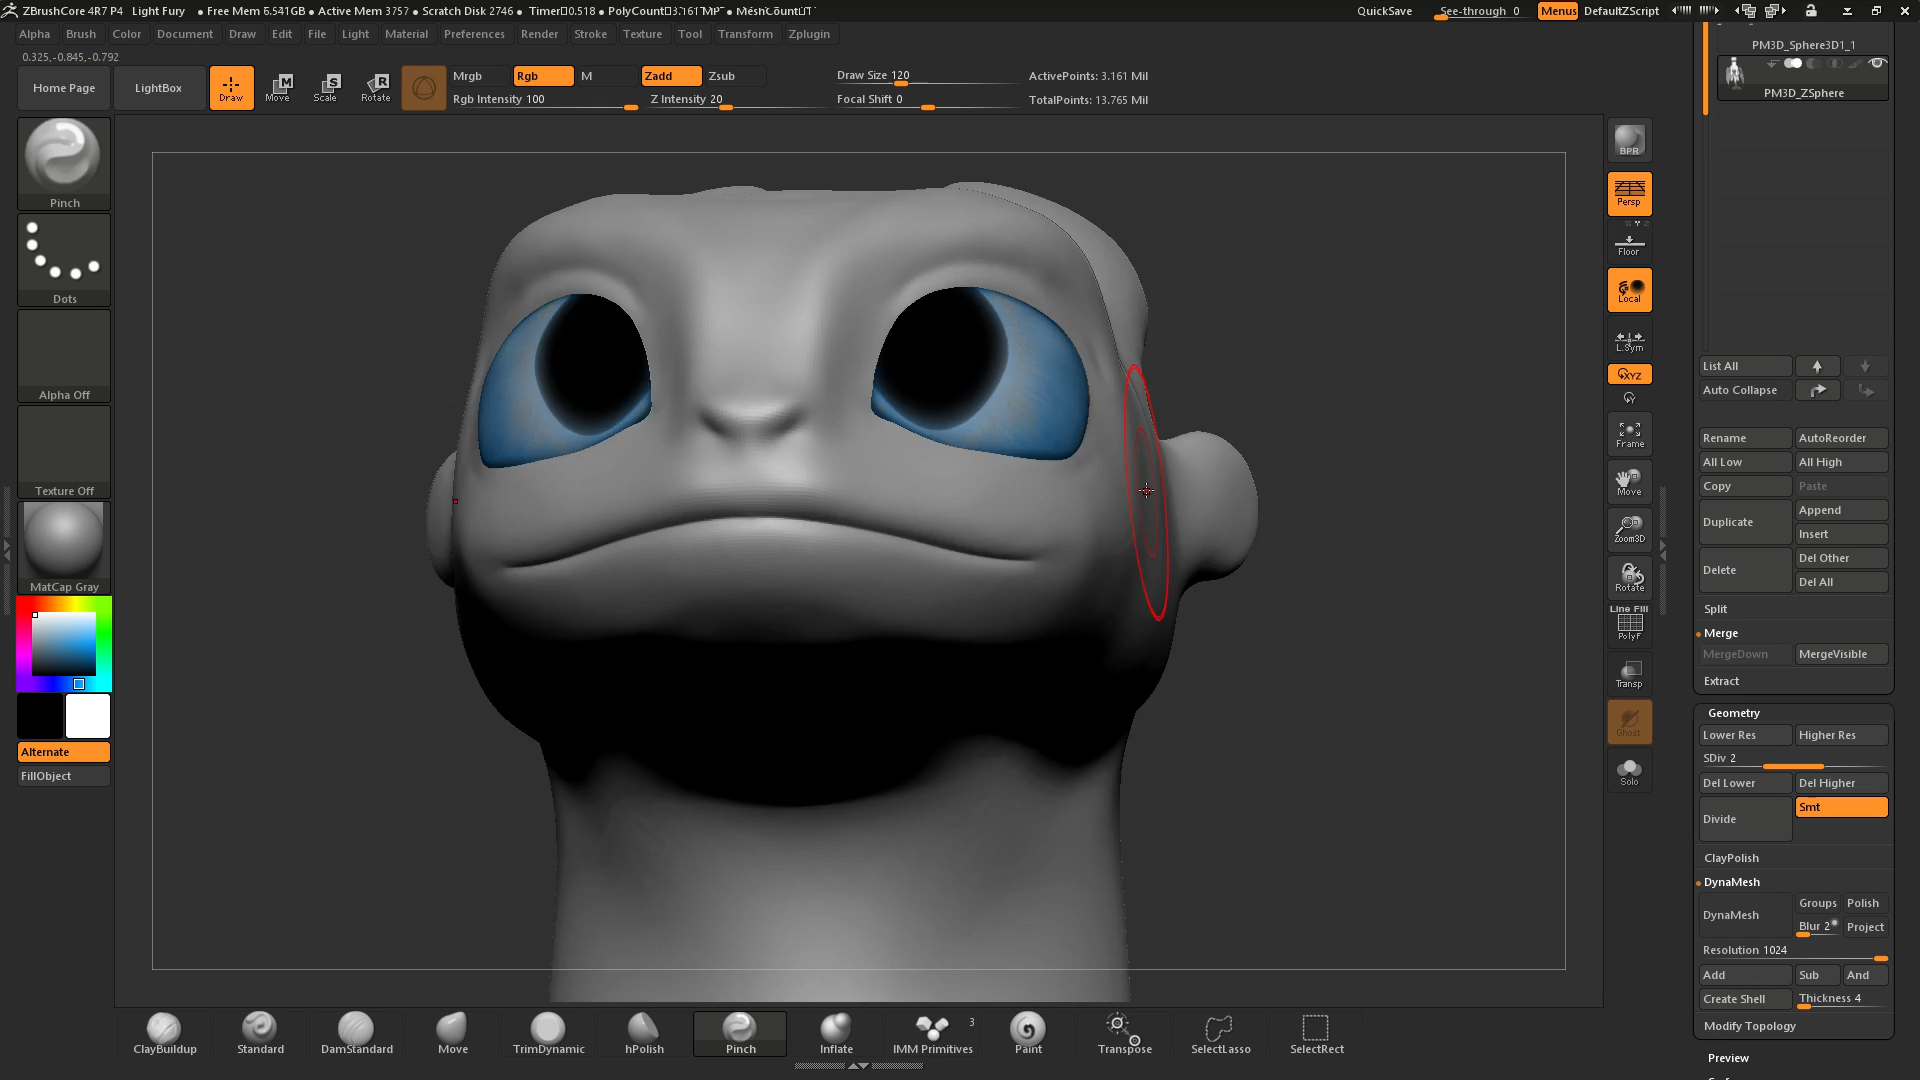 ZBrushCore 4R7 P4 Light Fury • Free Mem 6.541GB • Active Mem 3757 • Scratch Disk 2746 •
QuickSave See-through 0 Menus DefaultZScript
Alpha Brush Color Document Draw Edit File Light Material Preferences Render Stroke Texture Tool Transform Zplugin
0.325,-0.845,-0.792
Home Page LightBox Draw Move Scale Rotate
M S R
Mrgb Rgb M Zadd Zsub
Rgb Intensity 100 Z Intensity 20
Draw Size 120
Focal Shift 0
ActivePoints: 3.161 Mil
TotalPoints: 13.765 Mil
Pinch
Dots
Alpha Off
Texture Off
MatCap Gray
Alternate
FillObject
BPR
Persp
Floor
Local
L.Sym
XYZ
Y
Frame
Move
Zoom3D
Rotate
Line Fill
PolyF
Transp
Ghost
Solo
PM3D_Sphere3D1_1
PM3D_ZSphere
List All
Auto Collapse
Rename AutoReorder
All Low All High
Copy Paste
Duplicate Append
Insert
Delete Del Other
Del All
Split
Merge
MergeDown MergeVisible
Extract
Geometry
Lower Res Higher Res
SDiv 2
Del Lower Del Higher
Divide Smt
ClayPolish
DynaMesh
DynaMesh Groups Polish
Blur 2 Project
Resolution 1024
Add Sub And
Create Shell Thickness 4
Modify Topology
Preview
ClayBuildup Standard DamStandard Move TrimDynamic hPolish Pinch Inflate IMM Primitives 3 Paint Transpose SelectLasso SelectRect